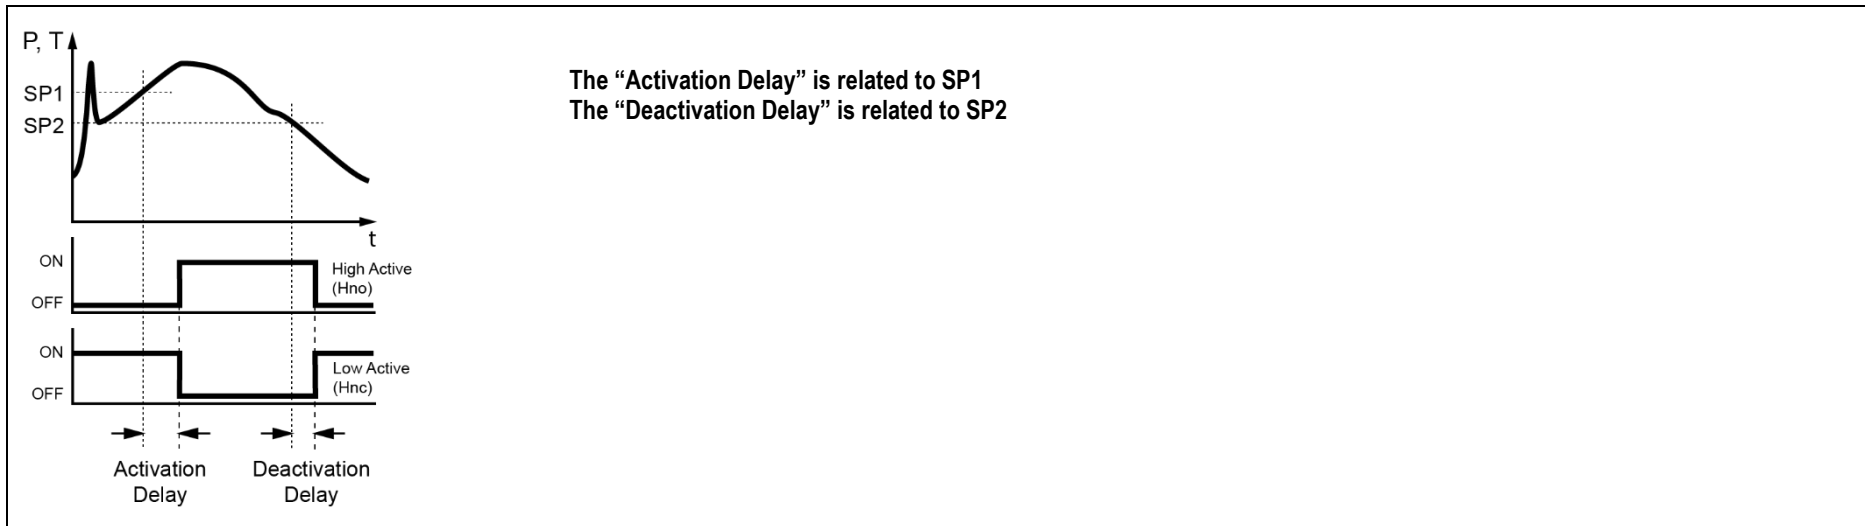 P, T
SP1
SP2
t
The “Activation Delay” is related to SP1
The “Deactivation Delay” is related to SP2
ON
OFF
High Active
(Hno)
ON
OFF
Low Active
(Hnc)
Activation
Delay
Deactivation
Delay